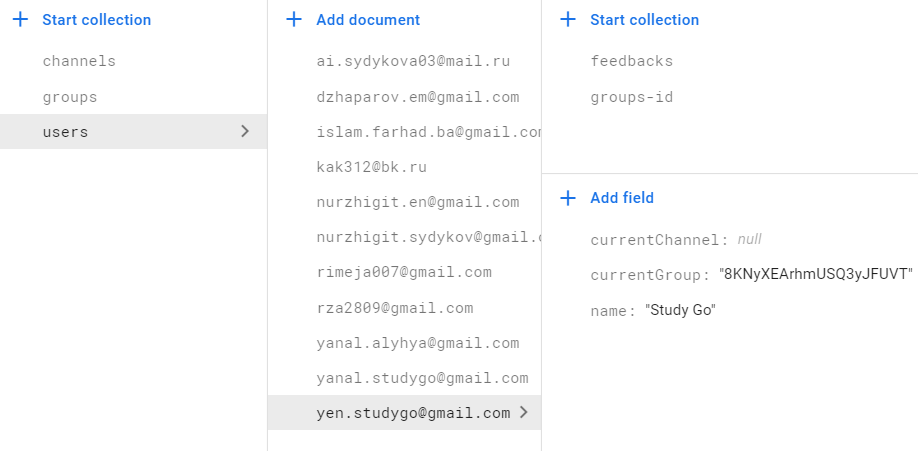 Start collection
channels
groups
users
Add document
ai.sydykova03@mail.ru
dzhaparov.em@gmail.com
islam.farhad.ba@gmail.com
kak312@bk.ru
nurzhigit.en@gmail.com
nurzhigit.sydykov@gmail.c
rimeja007@gmail.com
rza2809@gmail.com
yanal.alyhya@gmail.com
yanal.studygo@gmail.com
yen.studygo@gmail.com
Start collection
feedbacks
groups-id
Add field
currentChannel: null
currentGroup: "8KNyXEArhmUSQ3yJFUVT"
name: "Study Go"